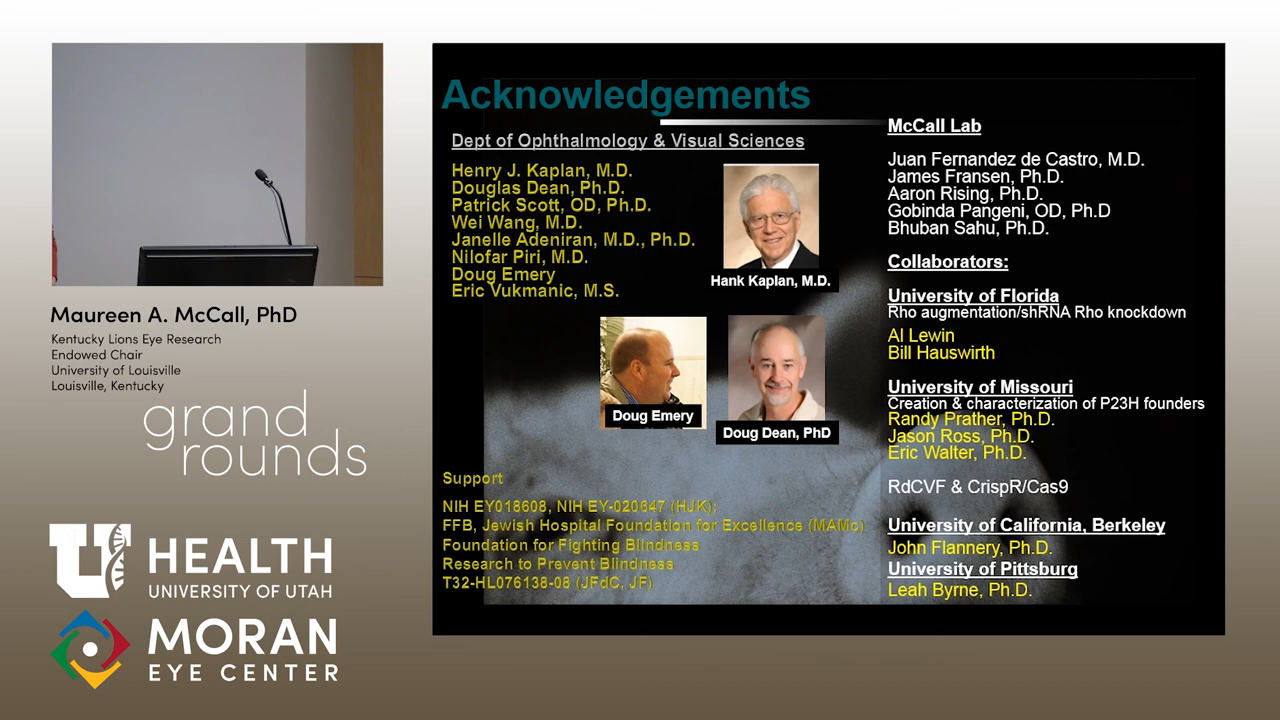 Maureen A. McCall, PhD
Kentucky Lions Eye Research
Endowed Chair
University of Louisville
Louisville, Kentucky
grand
rounds
U HEALTH
UNIVERSITY OF UTAH
MORAN
EYE CENTER
Acknowledgements
Dept of Ophthalmology & Visual Sciences
Henry J. Kaplan, M.D.
Douglas Dean, Ph.D.
Patrick Scott, OD, Ph.D.
Wei Wang, M.D.
Janelle Adeniran, M.D., Ph.D.
Nilofar Piri, M.D.
Doug Emery
Eric Vukmanic, M.S.
Hank Kaplan, M.D.
Doug Emery
Doug Dean, PhD
Support
NIH EY018608, NIH EY-020647 (HJK);
FFB, Jewish Hospital Foundation for Excellence (MAMc)
Foundation for Fighting Blindness
Research to Prevent Blindness
T32-HL076138-08 (JFdC, JF)
McCall Lab
Juan Fernandez de Castro, M.D.
James Fransen, Ph.D.
Aaron Rising, Ph.D.
Gobinda Pangeni, OD, Ph.D
Bhuban Sahu, Ph.D.
Collaborators:
University of Florida
Rho augmentation/shRNA Rho knockdown
Al Lewin
Bill Hauswirth
University of Missouri
Creation & characterization of P23H founders
Randy Prather, Ph.D.
Jason Ross, Ph.D.
Eric Walter, Ph.D.
RdCVF & CrispR/Cas9
University of California, Berkeley
John Flannery, Ph.D.
University of Pittsburg
Leah Byrne, Ph.D.